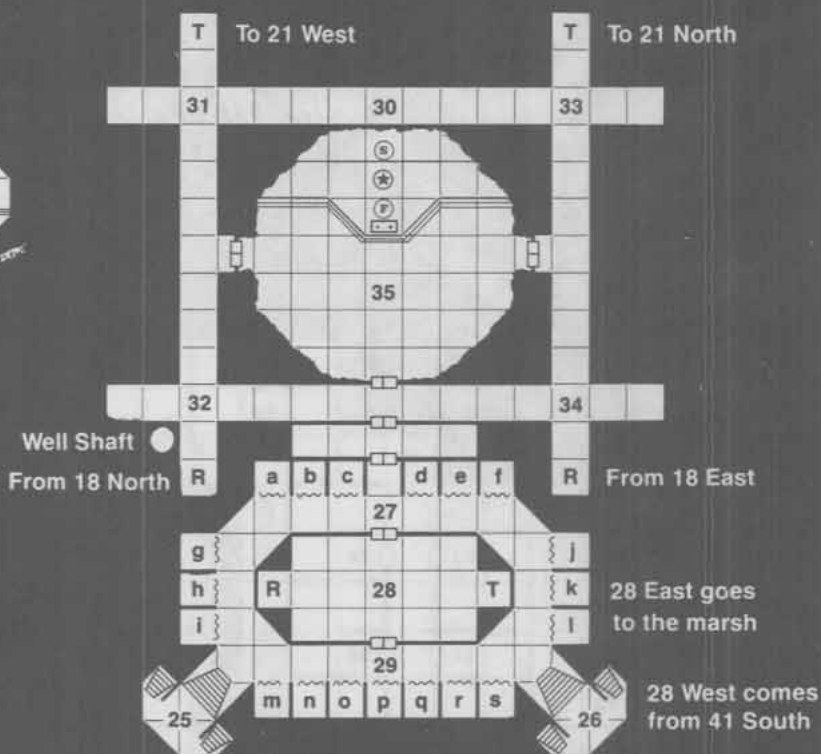 T To 21 West T To 21 North
31 30 33
S
F
35
32 34
Well Shaft
From 18 North R a b c d e f R From 18 East
27
g j
h R 28 T k 28 East goes
i l to the marsh
29
m n o p q r s
25 26 28 West comes
from 41 South